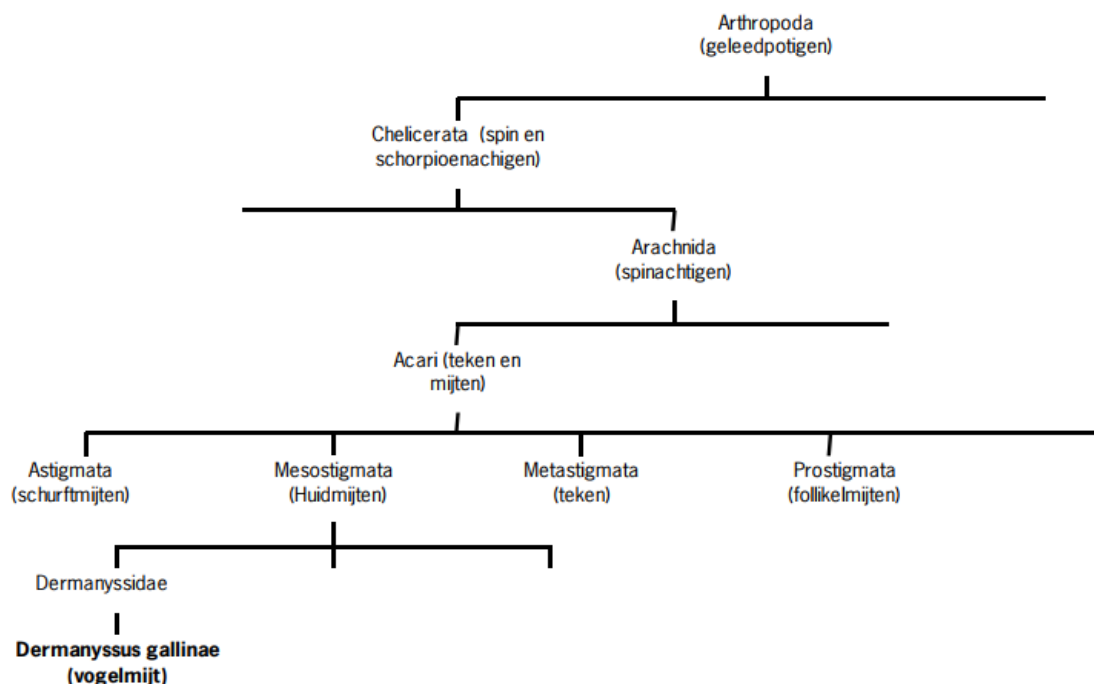 Arthropoda
(geleedpotigen)
Chelicerata (spin en
schorpioenachigen)
Arachnida
(spinachtigen)
Acari (teken en
mijten)
Astigmata
(schurftmijten)
Mesostigmata
(Huidmijten)
Metastigmata
(teken)
Prostigmata
(follikelmijten)
Dermanyssidae
Dermanyssus gallinae
(vogelmijt)